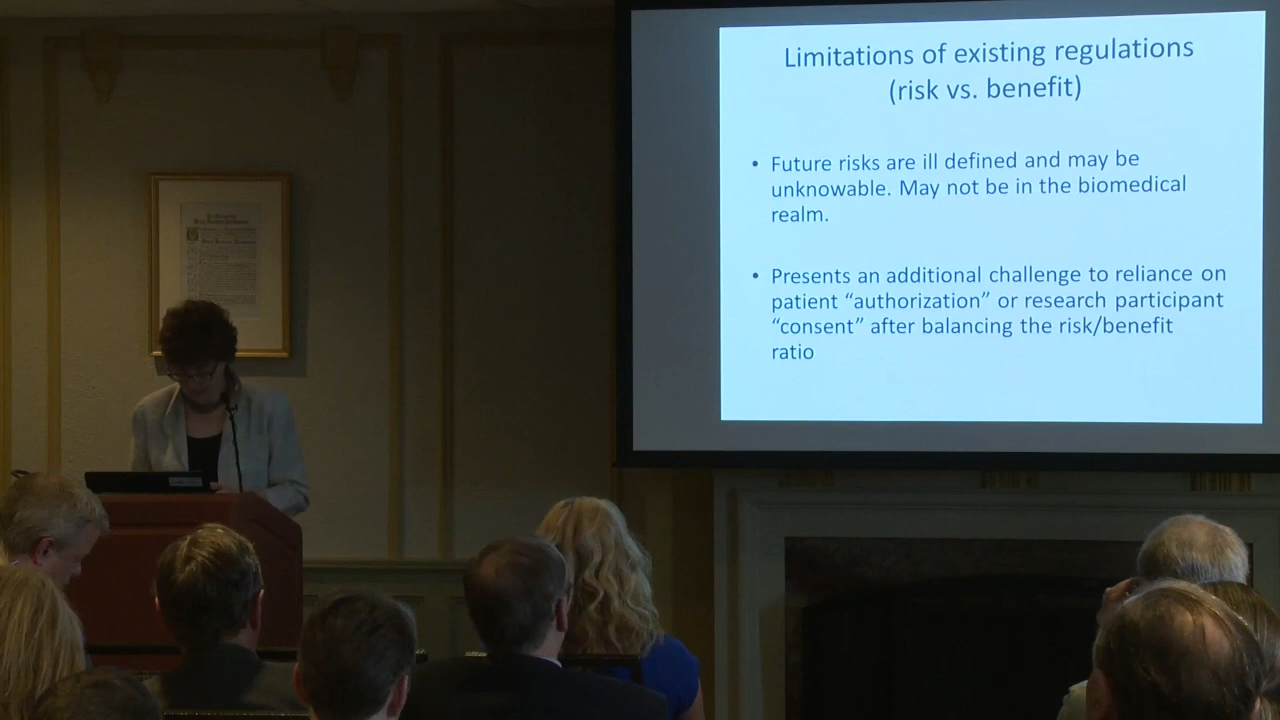 Limitations of existing regulations
(risk vs. benefit)
• Future risks are ill defined and may be
unknowable. May not be in the biomedical
realm.
• Presents an additional challenge to reliance on
patient “authorization” or research participant
“consent” after balancing the risk/benefit
ratio